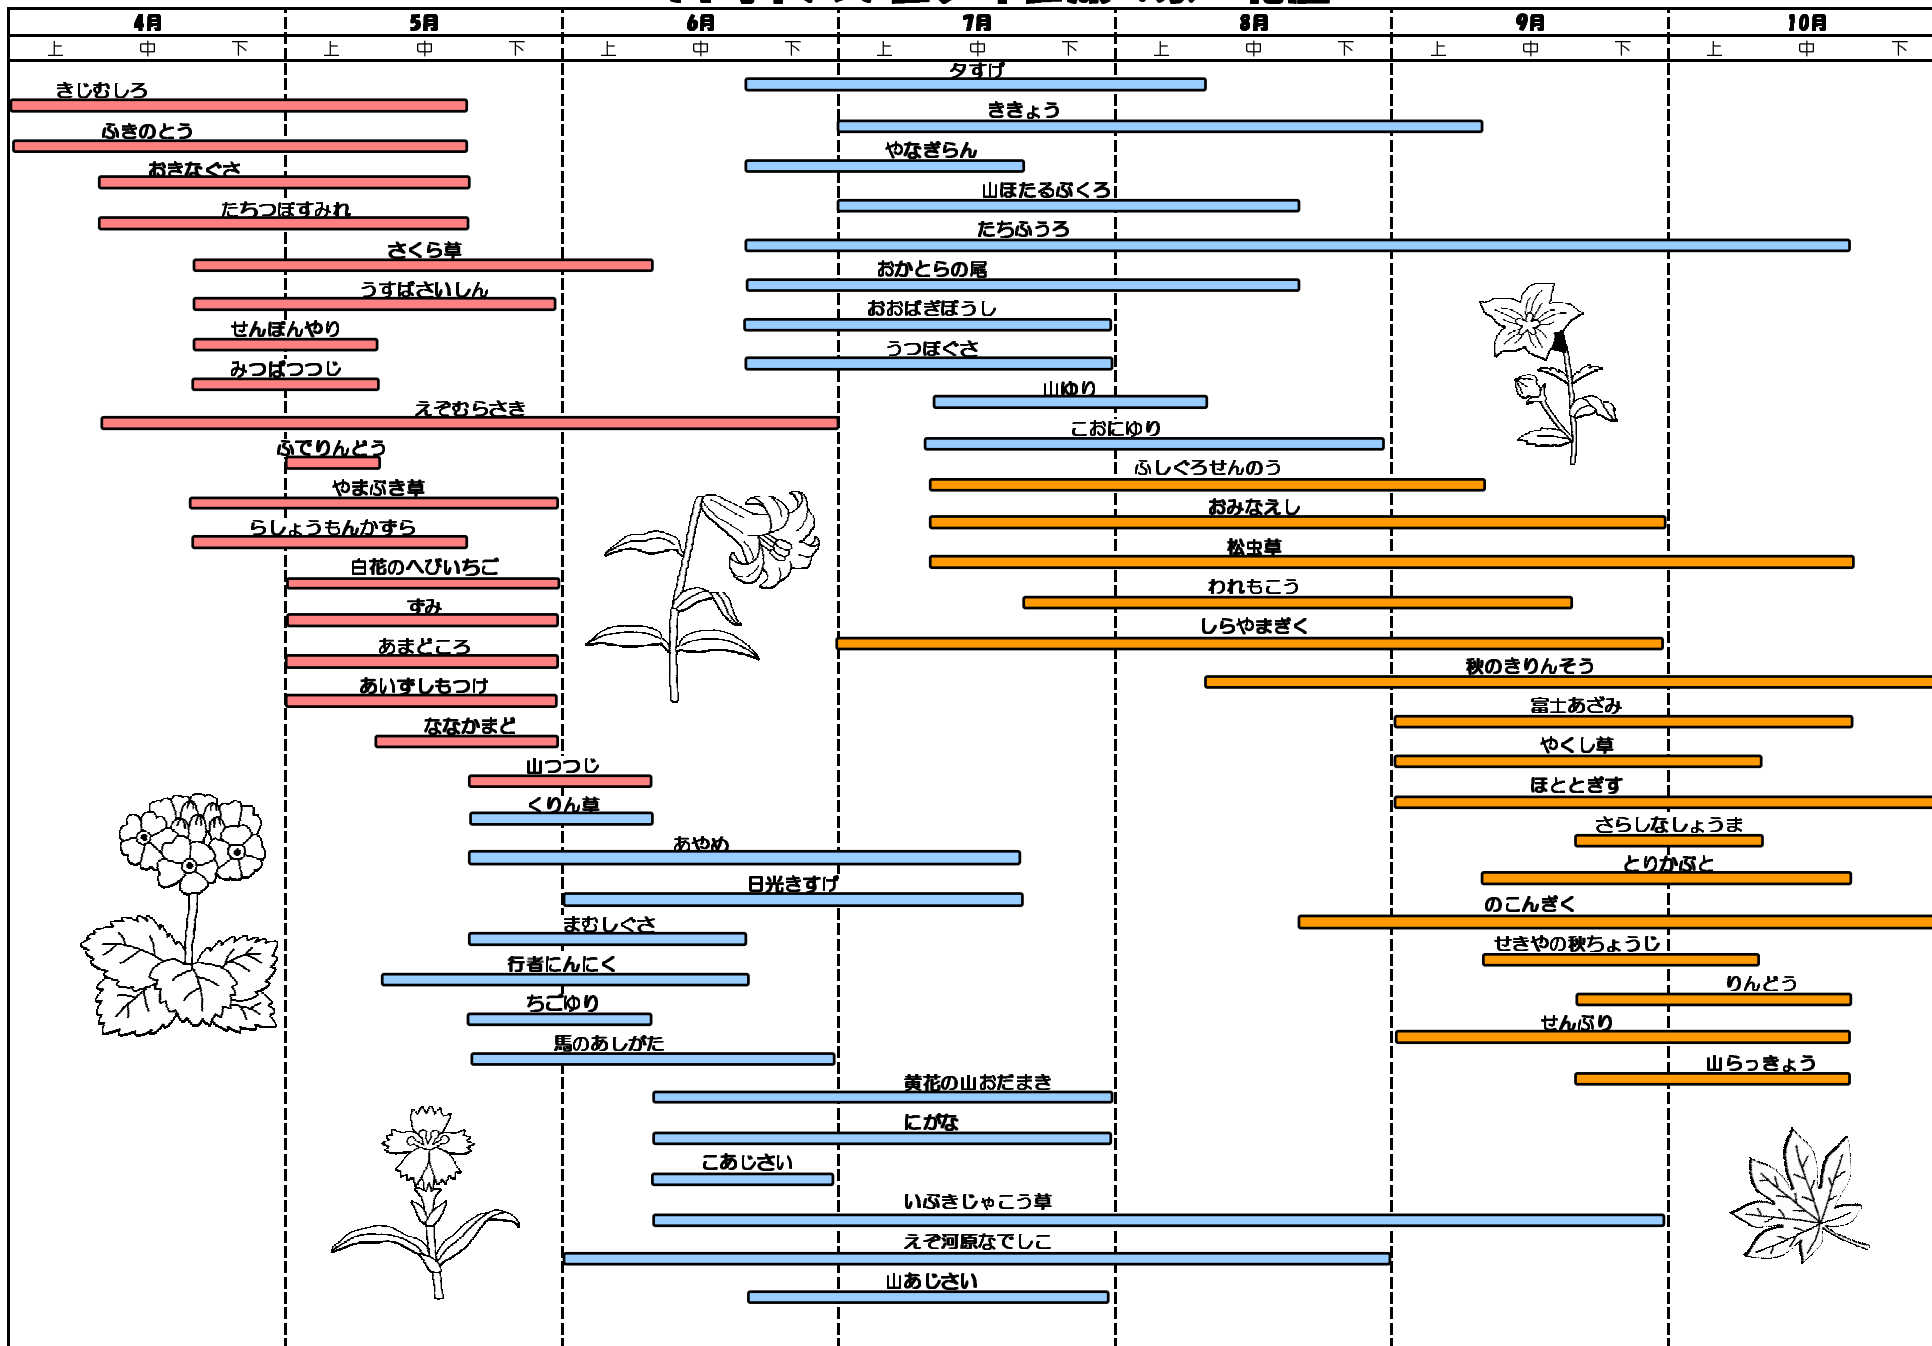 4月 5月 6月 7月 8月 9月 10月
上 中 下 上 中 下 上 中 下 上 中 下 上 中 下 上 中 下 上 中 下
きじむしろ
ふきのとう
おきなぐさ
たちつぼすみれ
さくら草
うすばさいしん
せんぼんやり
みつばつつじ
えぞむらさき
ふでりんどう
やまぶき草
らしょうもんかずら
白花のへびいちご
ずみ
あまどころ
あいずしもつけ
ななかまど
山つつじ
くりん草
あやめ
日光きすげ
まむしぐさ
行者にんにく
ちごゆり
馬のあしがた
黄花の山おだまき
にがな
こあじさい
いぶきじゃこう草
えぞ河原なでしこ
山あじさい
夕すげ
ききょう
やなぎらん
山ほたるぶくろ
たちふうろ
おかとらの尾
おおばぎぼうし
うつぼぐさ
山ゆり
こおにゆり
ふしぐろせんのう
おみなえし
松虫草
われもこう
しらやまぎく
秋のきりんそう
富士あざみ
やくし草
ほととぎす
さらしなしょうま
とりかぶと
のこんぎく
せきやの秋ちょうじ
りんどう
せんぶり
山らっきょう